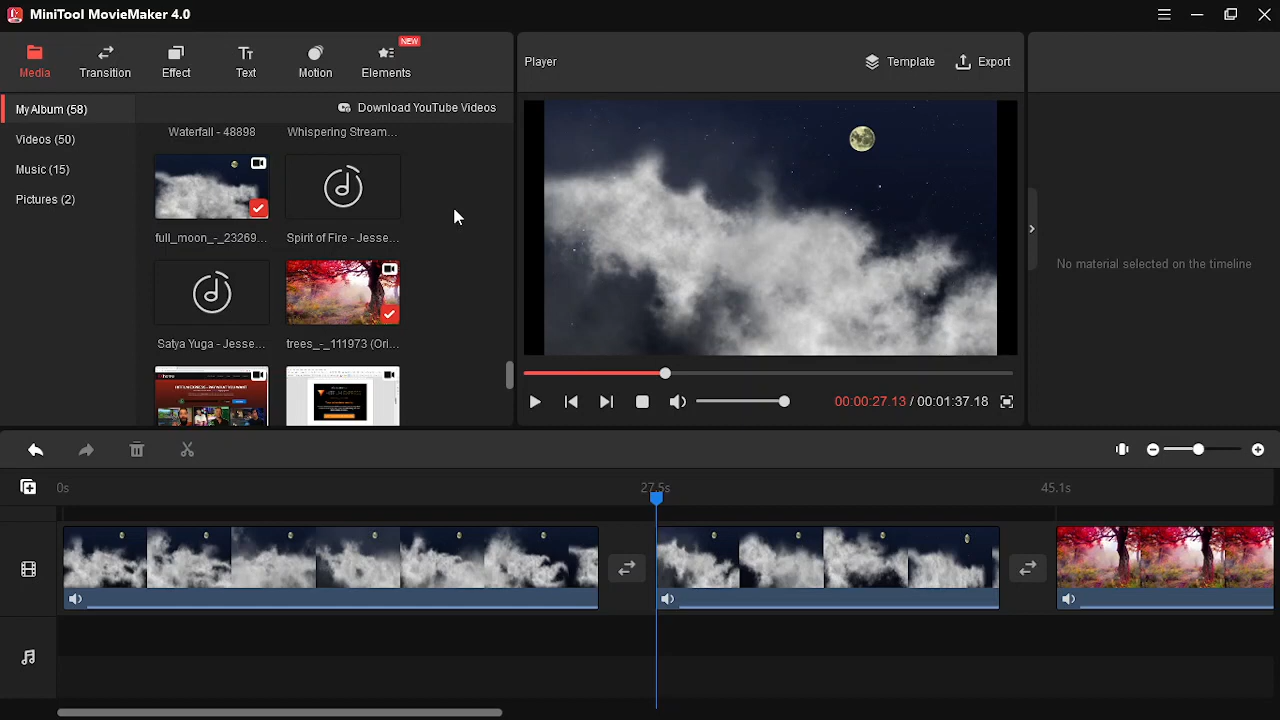 MiniTool MovieMaker 4.0
Media
Transition
Effect
Text
Motion
NEW
Elements
Player
Template
Export
My Album (58)
Download YouTube Videos
Videos (50)
Music (15)
Pictures (2)
Waterfall - 48898
Whispering Stream...
full_moon_-_23269...
Spirit of Fire - Jesse...
Satya Yuga - Jesse...
trees_-_111973 (Ori...
No material selected on the timeline
00:00:27.13 / 00:01:37.18
0s
27.5s
45.1s